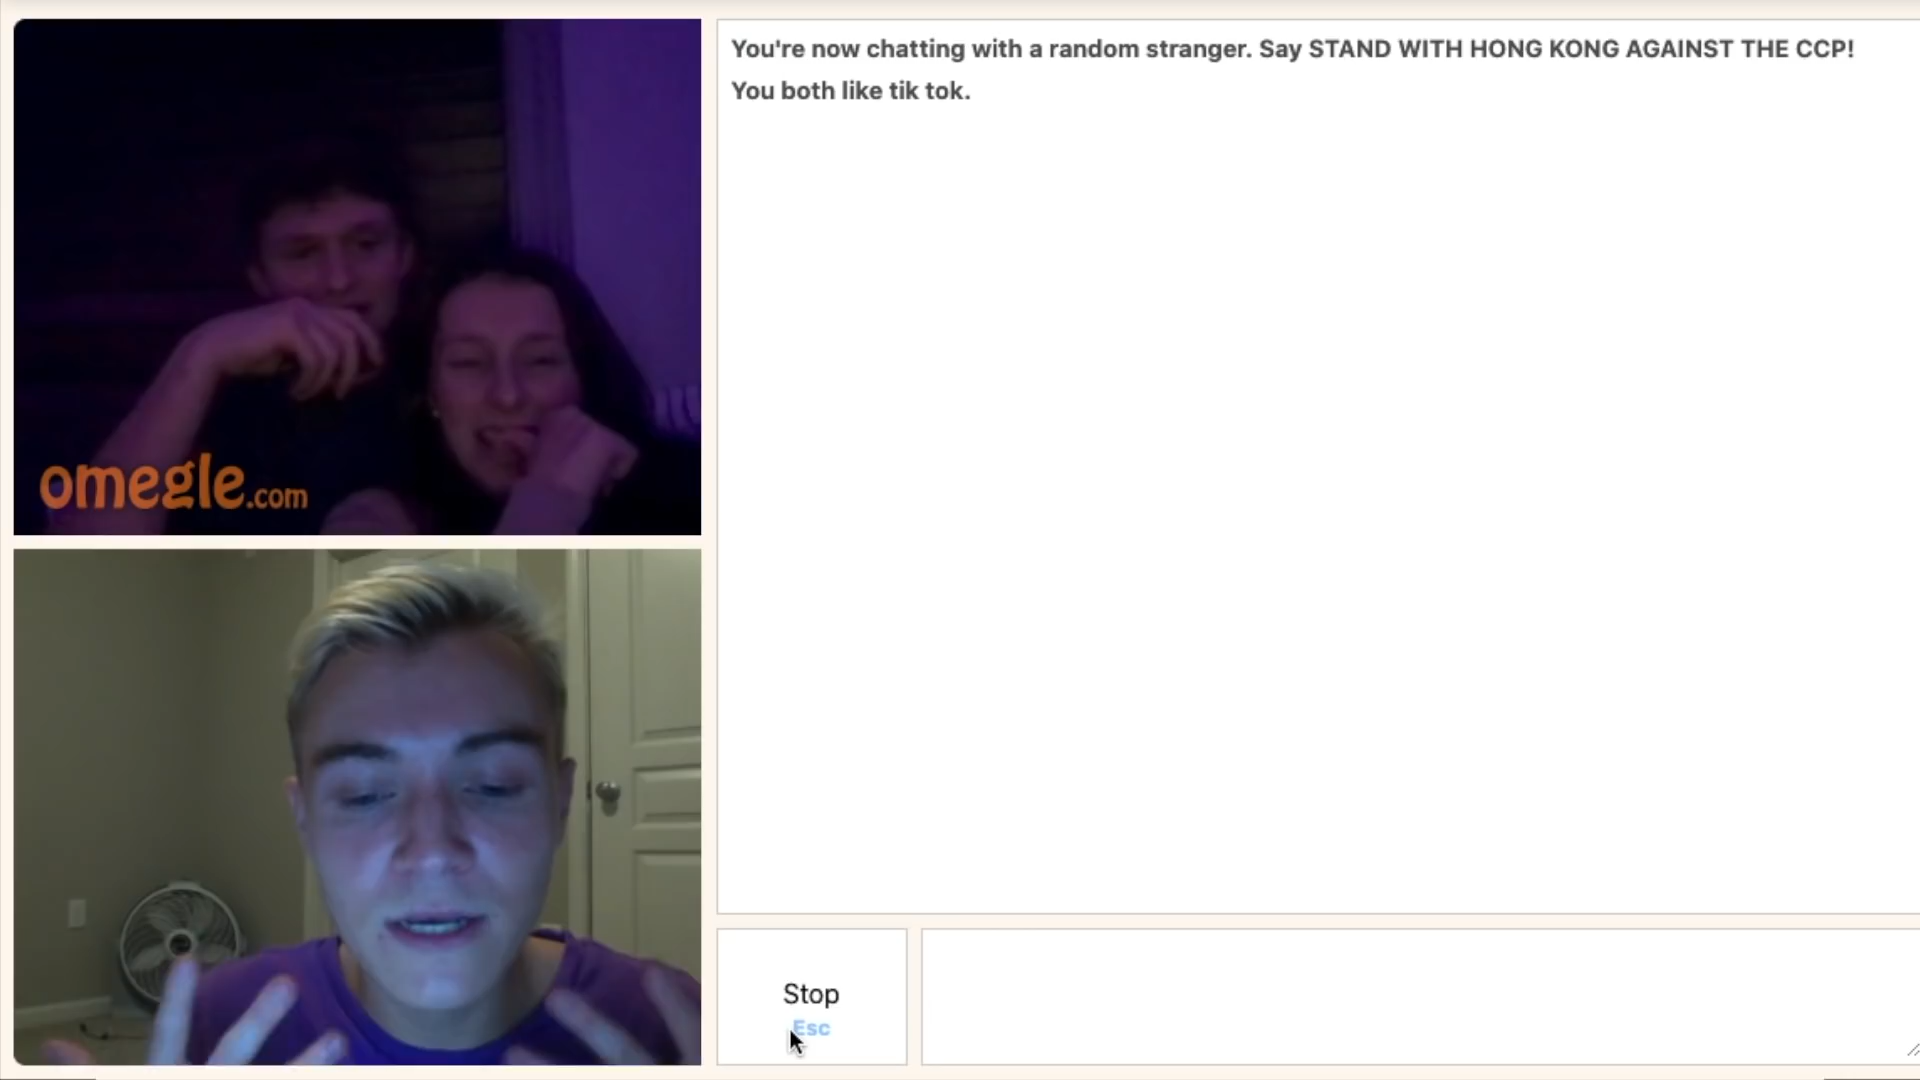 You're now chatting with a random stranger. Say STAND WITH HONG KONG AGAINST THE CCP!
You both like tik tok.
omegle.com
Stop
Esc